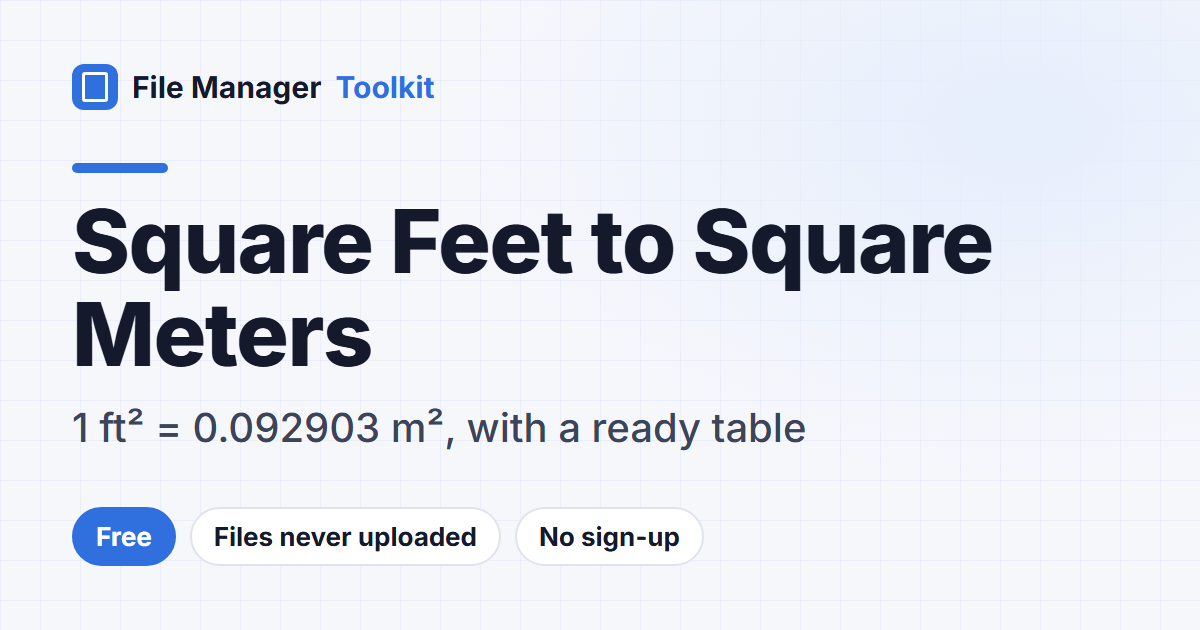 File Manager Toolkit
Square Feet to Square
Meters
1 ft² = 0.092903 m², with a ready table
Free
Files never uploaded
No sign-up